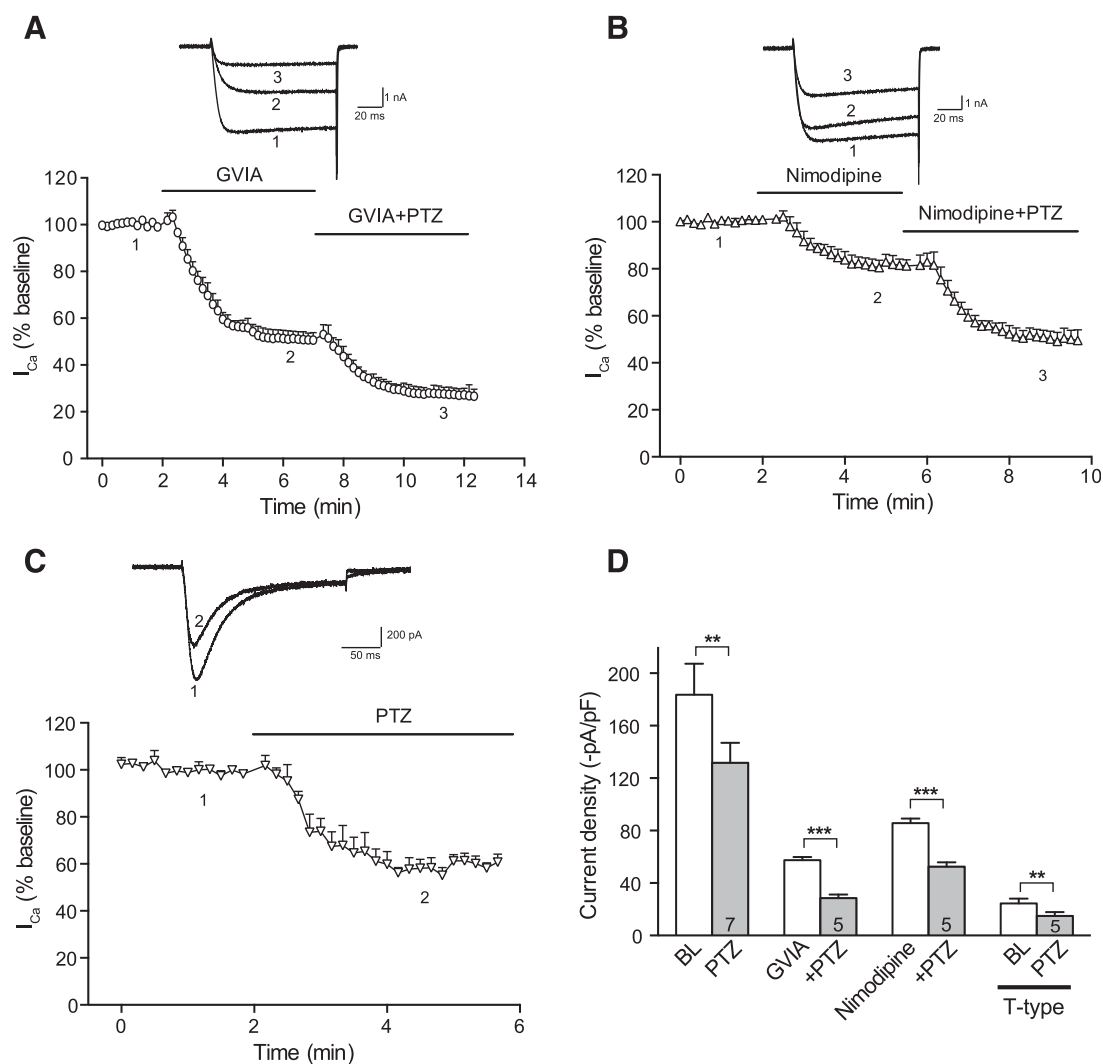 A
3
2
1
1 nA
20 ms
GVIA
GVIA+PTZ
120
100
80
60
40
20
0
1
2
3
I Ca (% baseline)
0 2 4 6 8 10 12 14
Time (min)
B
3
2
1
1 nA
20 ms
Nimodipine
Nimodipine+PTZ
120
100
80
60
40
20
0
1
2
3
I Ca (% baseline)
0 2 4 6 8 10
Time (min)
C
2
1
200 pA
50 ms
PTZ
120
100
80
60
40
20
0
1
2
I Ca (% baseline)
0 2 4 6
Time (min)
D
200
160
120
80
40
0
Current density (-pA/pF)
**
***
***
**
7 5 5 5
BL PTZ GVIA +PTZ Nimodipine +PTZ BL PTZ
T-type